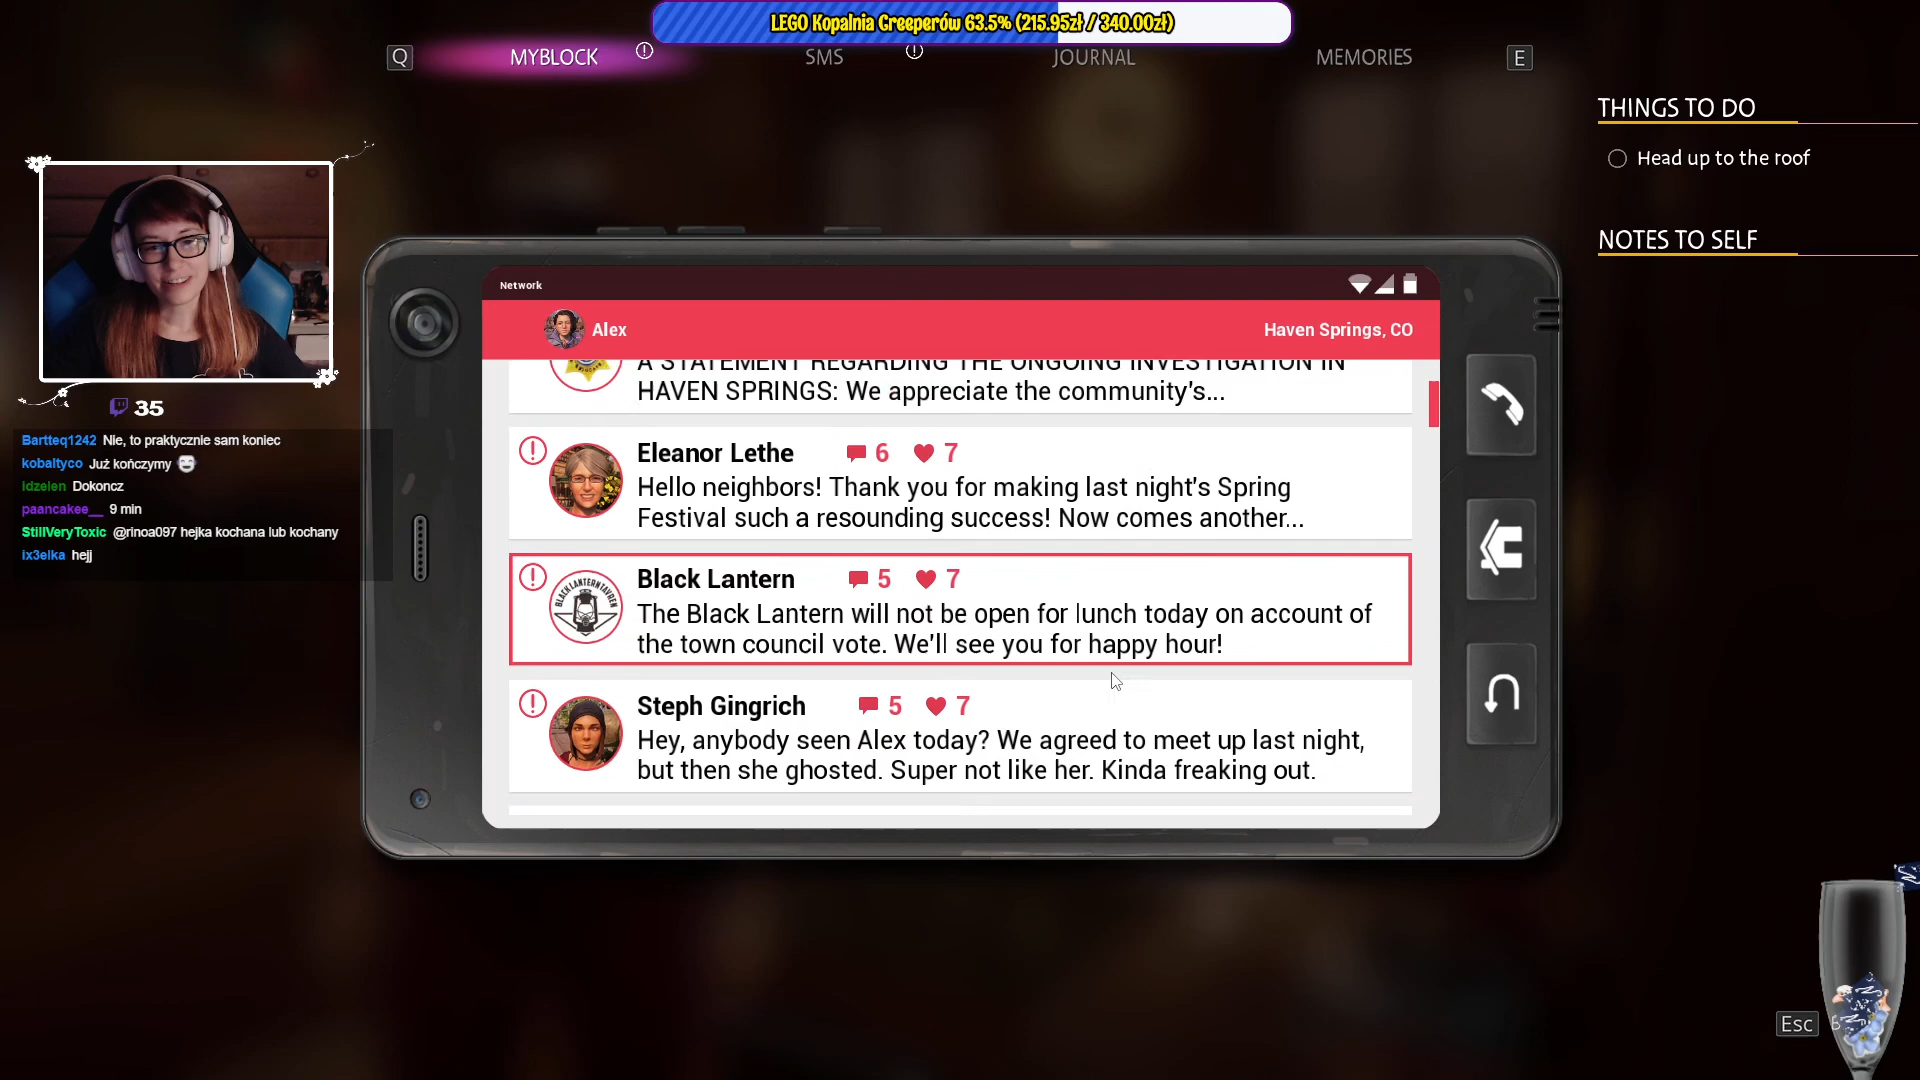 LEGO Kopalnia Creeperów 63.5% (215.95zł / 340.00zł)
Q
MYBLOCK
SMS
JOURNAL
MEMORIES
E
THINGS TO DO
Head up to the roof
NOTES TO SELF
35
Bartteq1242 Nie, to praktycznie sam koniec
kobaltyco Już kończymy
Idzelen Dokoncz
paancakee__ 9 min
StillVeryToxic @rinoa097 hejka kochana lub kochany
ix3elka hejj
Network
Alex
Haven Springs, CO
A STATEMENT REGARDING THE ONGOING INVESTIGATION IN
HAVEN SPRINGS: We appreciate the community's...
Eleanor Lethe 6 7
Hello neighbors! Thank you for making last night's Spring
Festival such a resounding success! Now comes another...
Black Lantern 5 7
The Black Lantern will not be open for lunch today on account of
the town council vote. We'll see you for happy hour!
Steph Gingrich 5 7
Hey, anybody seen Alex today? We agreed to meet up last night,
but then she ghosted. Super not like her. Kinda freaking out.
Esc